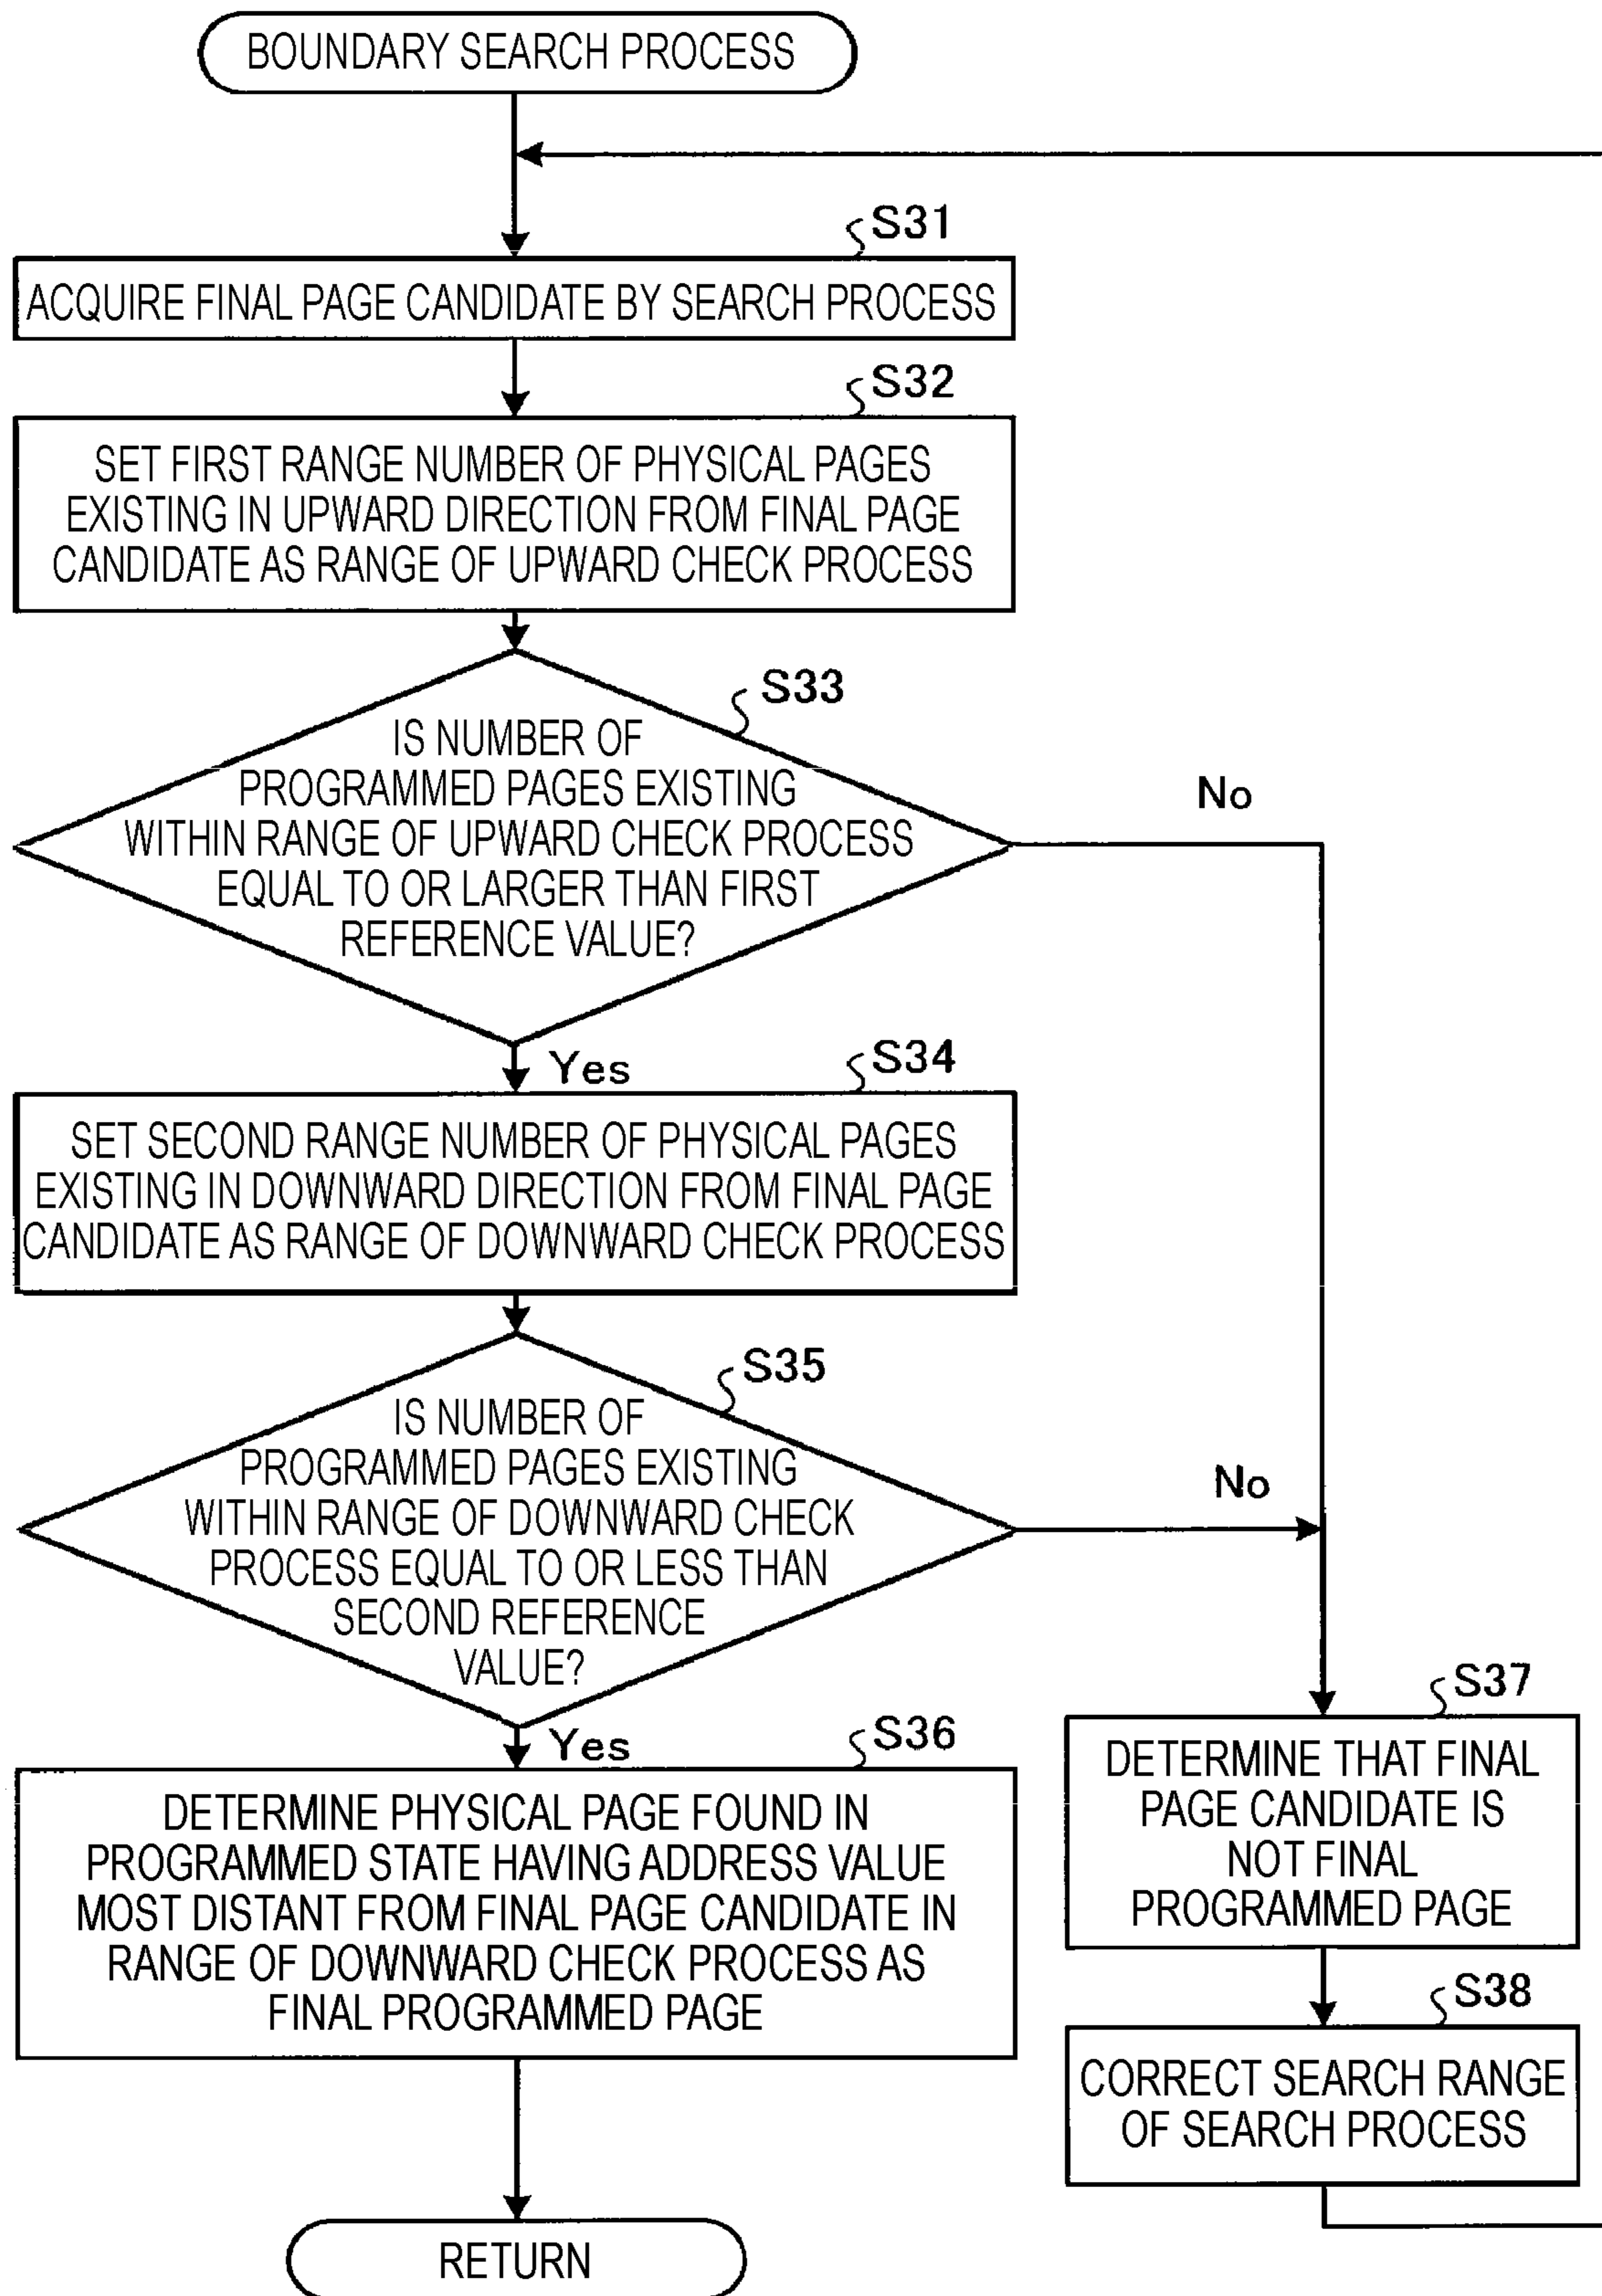 BOUNDARY SEARCH PROCESS
S31
ACQUIRE FINAL PAGE CANDIDATE BY SEARCH PROCESS
S32
SET FIRST RANGE NUMBER OF PHYSICAL PAGES
EXISTING IN UPWARD DIRECTION FROM FINAL PAGE
CANDIDATE AS RANGE OF UPWARD CHECK PROCESS
S33
IS NUMBER OF
PROGRAMMED PAGES EXISTING
WITHIN RANGE OF UPWARD CHECK PROCESS
EQUAL TO OR LARGER THAN FIRST
REFERENCE VALUE?
No
Yes
S34
SET SECOND RANGE NUMBER OF PHYSICAL PAGES
EXISTING IN DOWNWARD DIRECTION FROM FINAL PAGE
CANDIDATE AS RANGE OF DOWNWARD CHECK PROCESS
S35
IS NUMBER OF
PROGRAMMED PAGES EXISTING
WITHIN RANGE OF DOWNWARD CHECK
PROCESS EQUAL TO OR LESS THAN
SECOND REFERENCE
VALUE?
No
Yes
S36
DETERMINE PHYSICAL PAGE FOUND IN
PROGRAMMED STATE HAVING ADDRESS VALUE
MOST DISTANT FROM FINAL PAGE CANDIDATE IN
RANGE OF DOWNWARD CHECK PROCESS AS
FINAL PROGRAMMED PAGE
S37
DETERMINE THAT FINAL
PAGE CANDIDATE IS
NOT FINAL
PROGRAMMED PAGE
S38
CORRECT SEARCH RANGE
OF SEARCH PROCESS
RETURN